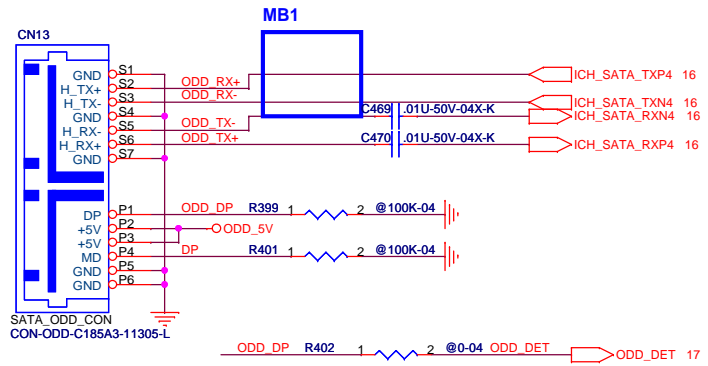 MB1
CN13
GND S1
H_TX+ S2 ODD_RX+ ICH_SATA_TXP4 16
H_TX- S3 ODD_RX- ICH_SATA_TXN4 16
GND S4 C469 .01U-50V-04X-K ICH_SATA_RXN4 16
H_RX- S5 ODD_TX-
H_RX+ S6 ODD_TX+ C470 .01U-50V-04X-K ICH_SATA_RXP4 16
GND S7
DP P1 ODD_DP R399 1 2 @100K-04
+5V P2 ODD_5V
+5V P3
MD P4 DP R401 1 2 @100K-04
GND P5
GND P6
SATA_ODD_CON
CON-ODD-C185A3-11305-L
ODD_DP R402 1 2 @0-04 ODD_DET ODD_DET 17